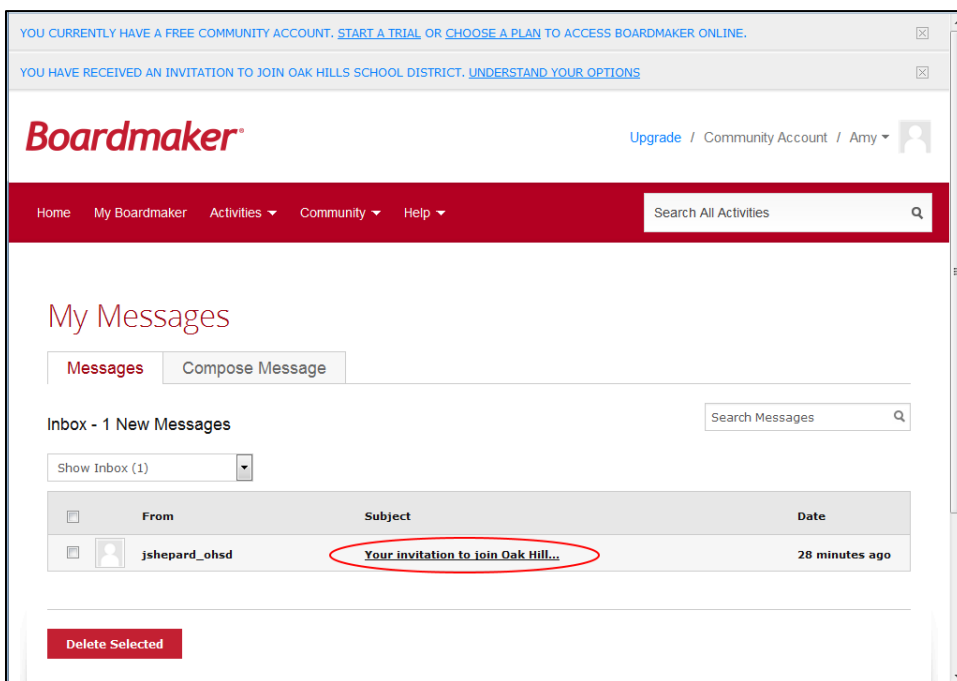 YOU CURRENTLY HAVE A FREE COMMUNITY ACCOUNT. START A TRIAL OR CHOOSE A PLAN TO ACCESS BOARDMAKER ONLINE.
YOU HAVE RECEIVED AN INVITATION TO JOIN OAK HILLS SCHOOL DISTRICT. UNDERSTAND YOUR OPTIONS
Boardmaker®
Upgrade / Community Account / Amy
Home My Boardmaker Activities Community Help Search All Activities
My Messages
Messages Compose Message
Inbox - 1 New Messages Search Messages
Show Inbox (1)
From Subject Date
jshepard_ohsd Your invitation to join Oak Hill... 28 minutes ago
Delete Selected